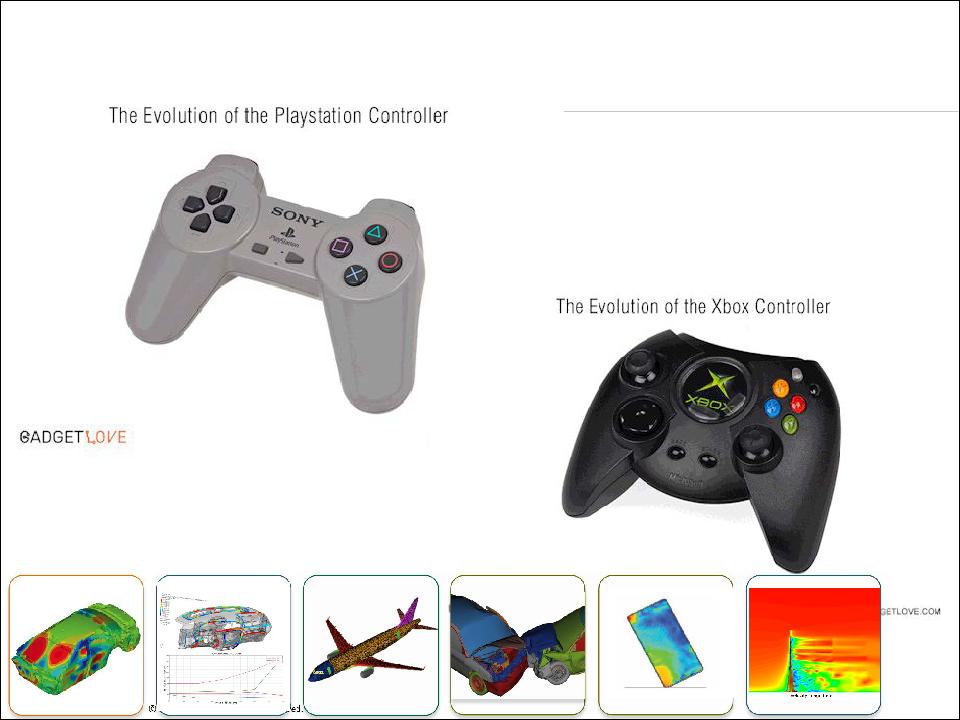 The Evolution of the Playstation Controller
SONY
PlayStation
The Evolution of the Xbox Controller
XBOX
Microsoft
GADGETLOVE
GETLOVE.COM
©
ed.